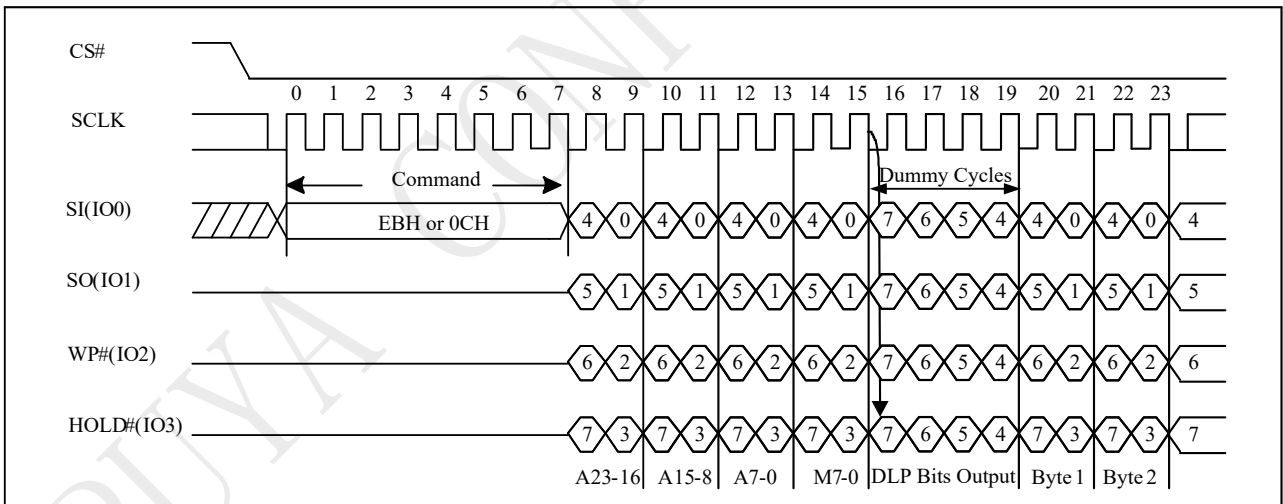 CS#
0 1 2 3 4 5 6 7 8 9 10 11 12 13 14 15 16 17 18 19 20 21 22 23
SCLK
Command
Dummy Cycles
SI(IO0)
EBH or 0CH
4 0 4 0 4 0 4 0 7 6 5 4 4 0 4 0 4
SO(IO1)
5 1 5 1 5 1 5 1 7 6 5 4 5 1 5 1 5
WP#(IO2)
6 2 6 2 6 2 6 2 7 6 5 4 6 2 6 2 6
HOLD#(IO3)
7 3 7 3 7 3 7 3 7 6 5 4 7 3 7 3 7
A23-16 A15-8 A7-0 M7-0 DLP Bits Output Byte 1 Byte 2
PUYA CONF